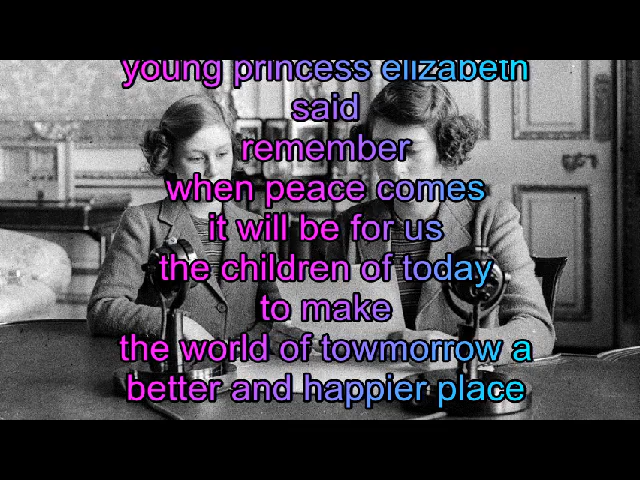 young princess elizabeth
said
remember
when peace comes
it will be for us
the children of today
to make
the world of towmorrow a
better and happier place